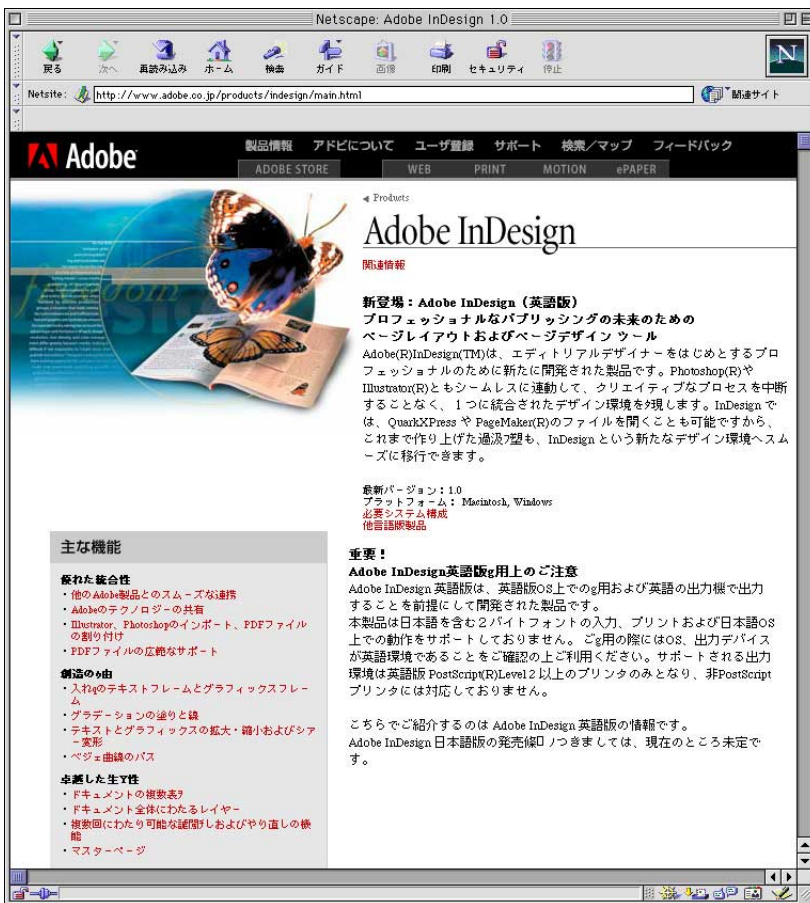 Netscape: Adobe InDesign 1.0
戻る 次へ 再読み込み ホーム 検索 ガイド 画像 印刷 セキュリティ 停止
N
Netsite: http://www.adobe.co.jp/products/indesign/main.html 関連サイト
Adobe
製品情報 アドビについて ユーザ登録 サポート 検索／マップ フィードバック
ADOBE STORE WEB PRINT MOTION ePAPER
freedom
Products
Adobe InDesign
関連情報
新登場：Adobe InDesign（英語版）
プロフェッショナルなパブリッシングの未来のための
ページレイアウトおよびページデザイン ツール
Adobe(R)InDesign(TM)は、エディトリアルデザイナーをはじめとするプロ
フェッショナルのために新たに開発された製品です。Photoshop(R)や
Illustrator(R)ともシームレスに連動して、クリエイティブなプロセスを中断
することなく、１つに統合されたデザイン環境を現します。InDesign で
は、QuarkXPress や PageMaker(R)のファイルを開くことも可能ですから、
これまで作り上げた InDesign という新たなデザイン環境へスム
ーズに移行できます。
最新バージョン：1.0
プラットフォーム： Macintosh, Windows
必要システム構成
他言語版製品
重要！
Adobe InDesign英語版g用上のご注意
Adobe InDesign 英語版は、英語版OS上でのg用および英語の出力機で出力
することを前提にして開発された製品です。
本製品は日本語を含む２バイトフォントの入力、プリントおよび日本語OS
上での動作をサポートしておりません。 ごg用の際にはOS、出力デバイス
が英語環境であることをご確認の上ご利用ください。サポートされる出力
環境は英語版 PostScript(R)Level２以上のプリンタのみとなり、非PostScript
プリンタには対応しておりません。
こちらでご紹介するのは Adobe InDesign 英語版の情報です。
Adobe InDesign 日本語版の発売 つきましては、現在のところ未定で
す。
主な機能
優れた統合性
・他のAdobe製品とのスムーズな連携
・Adobeのテクノロジーの共有
・Illustrator、Photoshopのインポート、PDFファイル
の割り付け
・PDFファイルの広範なサポート
創造の由
・入れqのテキストフレームとグラフィックスフレー
ム
・グラデーションの塗りと線
・テキストとグラフィックスの拡大・縮小およびシア
ー変形
・ベジェ曲線のパス
卓越した生Y性
・ドキュメントの複数表
・ドキュメント全体にわたるレイヤー
・複数回にわたり可能な およびやり直しの機
能
・マスターページ